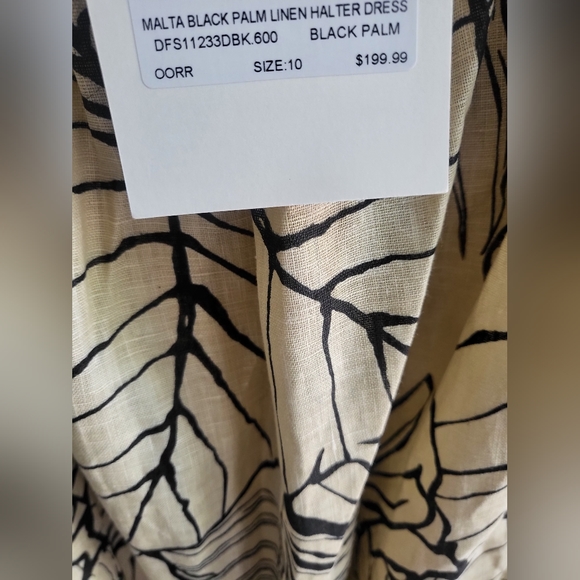 MALTA BLACK PALM LINEN HALTER DRESS
DFS11233DBK.600 BLACK PALM
OORR SIZE:10 $199.99